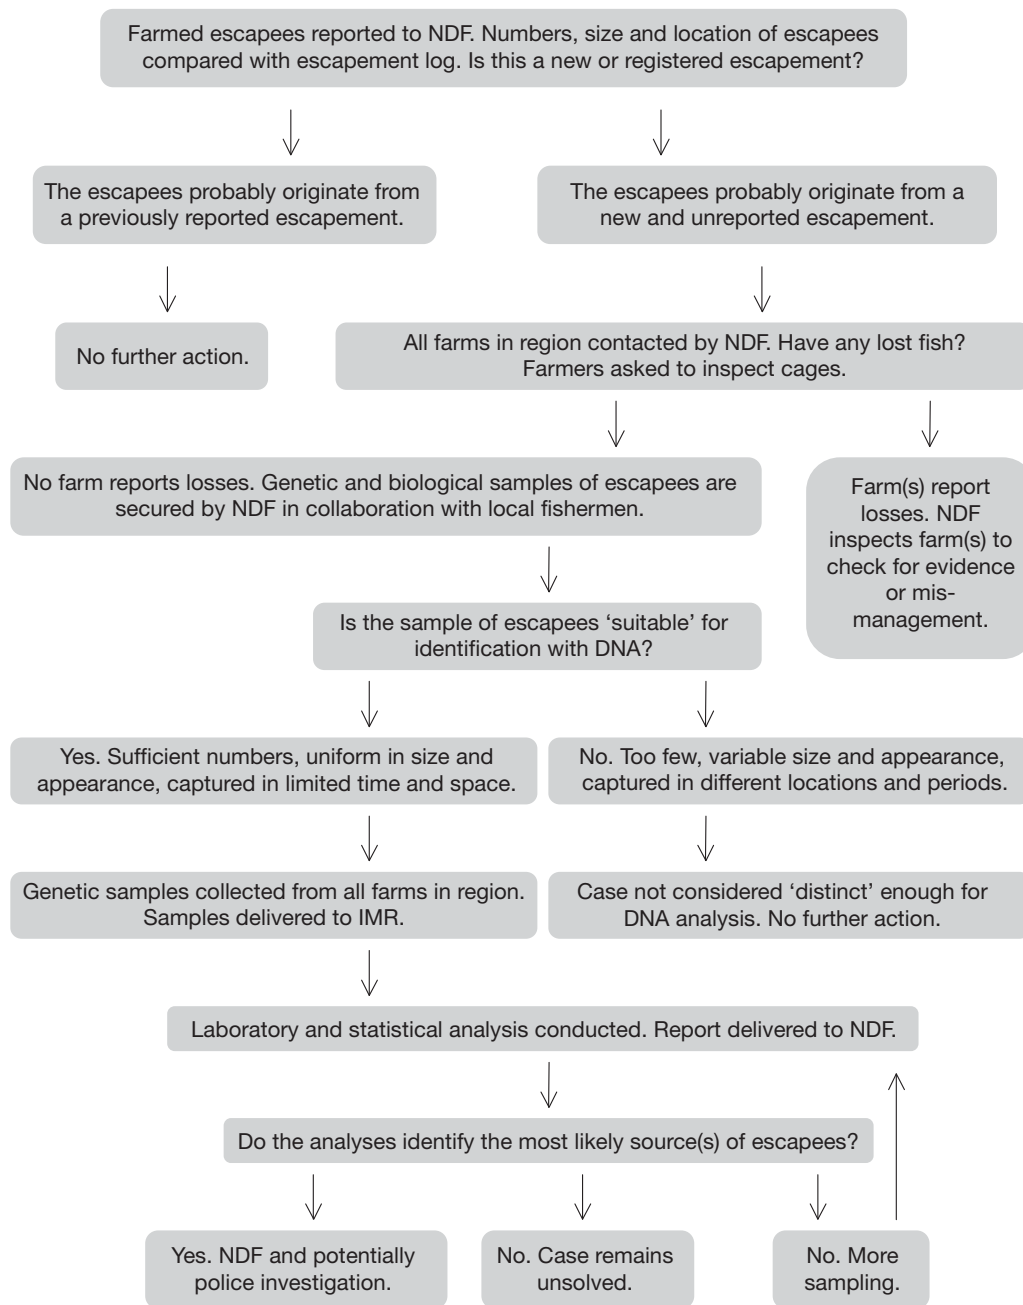 Farmed escapees reported to NDF. Numbers, size and location of escapees
compared with escapement log. Is this a new or registered escapement?
The escapees probably originate from
a previously reported escapement.
The escapees probably originate from a
new and unreported escapement.
No further action.
All farms in region contacted by NDF. Have any lost fish?
Farmers asked to inspect cages.
No farm reports losses. Genetic and biological samples of escapees are
secured by NDF in collaboration with local fishermen.
Farm(s) report
losses. NDF
inspects farm(s) to
check for evidence
or mis-
management.
Is the sample of escapees ‘suitable’ for
identification with DNA?
Yes. Sufficient numbers, uniform in size and
appearance, captured in limited time and space.
No. Too few, variable size and appearance,
captured in different locations and periods.
Genetic samples collected from all farms in region.
Samples delivered to IMR.
Case not considered ‘distinct’ enough for
DNA analysis. No further action.
Laboratory and statistical analysis conducted. Report delivered to NDF.
Do the analyses identify the most likely source(s) of escapees?
Yes. NDF and potentially
police investigation.
No. Case remains
unsolved.
No. More
sampling.